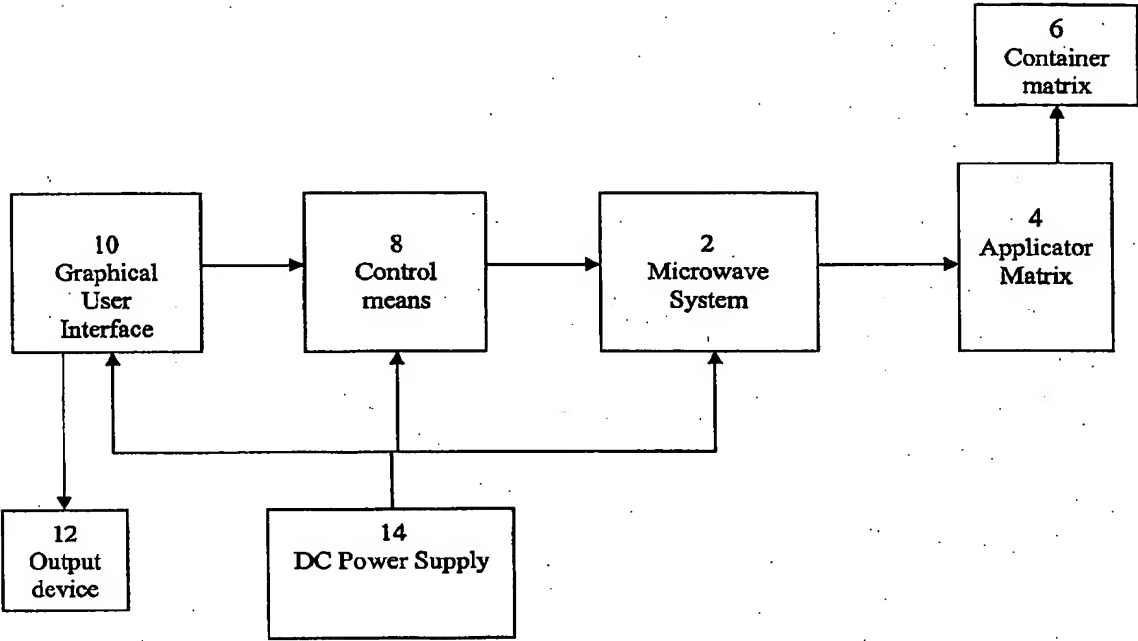 6
Container
matrix
10
Graphical
User
Interface
8
Control
means
2
Microwave
System
4
Applicator
Matrix
12
Output
device
14
DC Power Supply